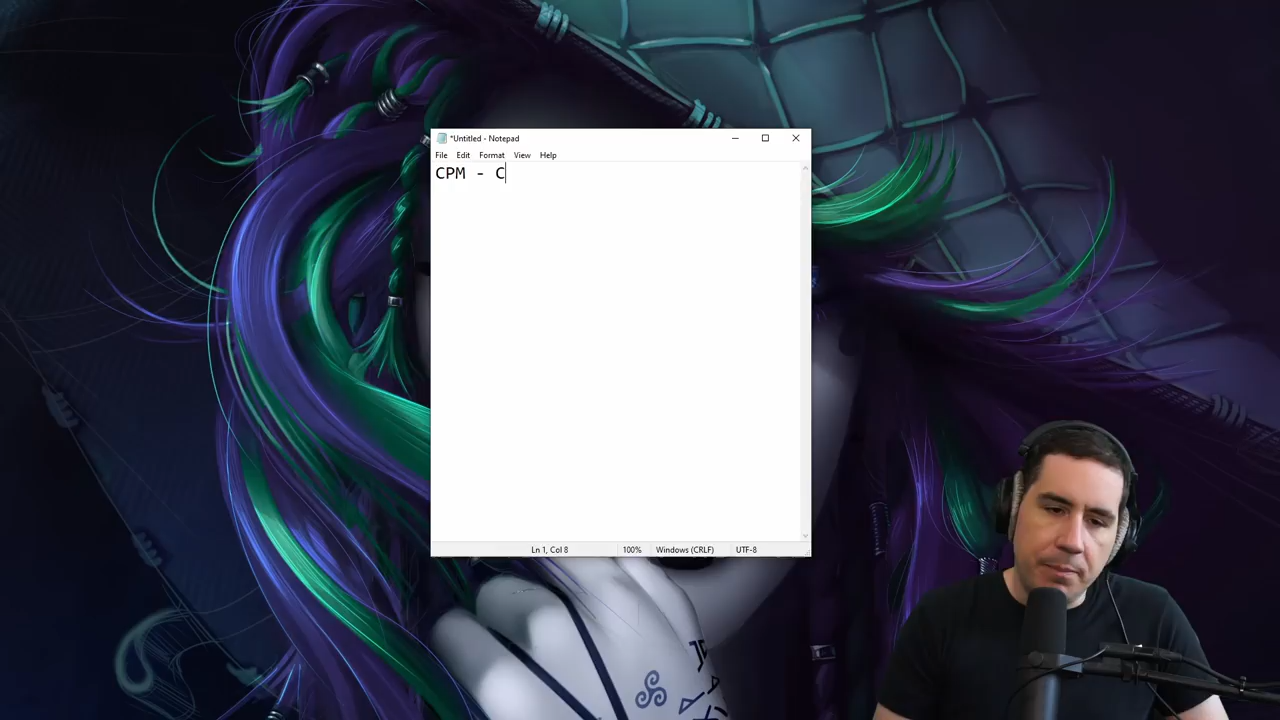 *Untitled - Notepad
File Edit Format View Help
CPM - C
Ln 1, Col 8 100% Windows (CRLF) UTF-8